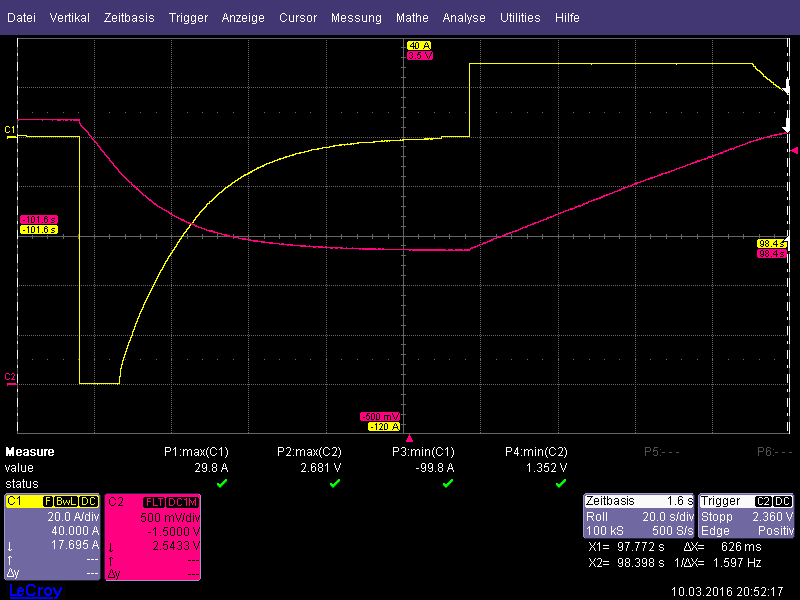 Datei Vertikal Zeitbasis Trigger Anzeige Cursor Messung Mathe Analyse Utilities Hilfe
40 A
3.5 V
C1
-101.6 s
-101.6 s
98.4 s
98.4 s
C2
-500 mV
-120 A
Measure P1:max(C1) P2:max(C2) P3:min(C1) P4:min(C2) P5:--- P6:---
value 29.8 A 2.681 V -99.8 A 1.352 V
status
C1 F BwL DC
20.0 A/div
40.000 A
17.695 A
---
Δy ---
C2 FLT DC1M
500 mV/div
-1.5000 V
2.5433 V
---
Δy ---
Zeitbasis 1.6 s
Roll 20.0 s/div
100 kS 500 S/s
Trigger C2 DC
Stopp 2.360 V
Edge Positiv
X1= 97.772 s ΔX= 626 ms
X2= 98.398 s 1/ΔX= 1.597 Hz
LeCroy
10.03.2016 20:52:17